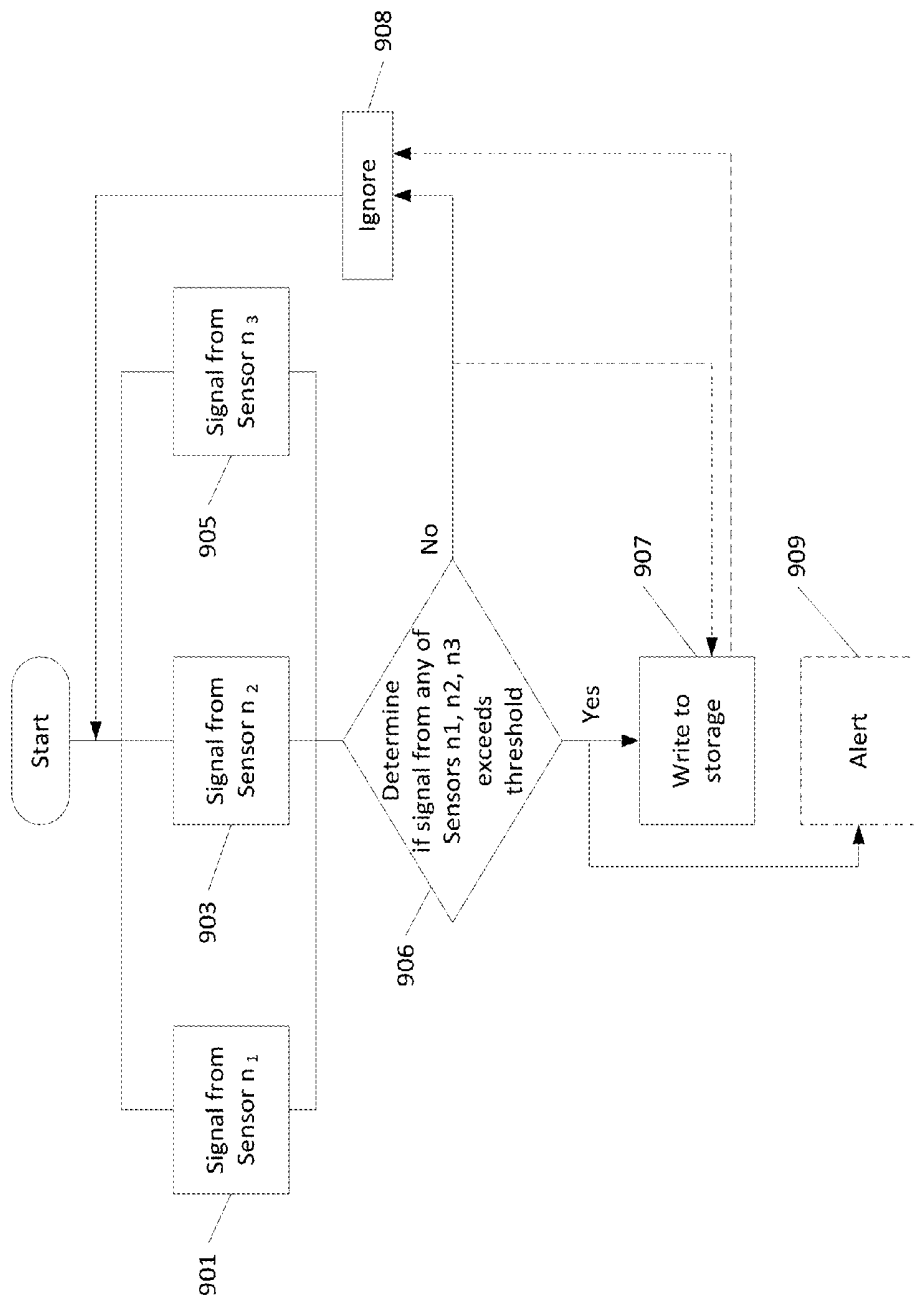 Start
Signal from
Sensor n 1
901
Signal from
Sensor n 2
903
Signal from
Sensor n 3
905
Determine
if signal from any of
Sensors n1, n2, n3
exceeds
threshold
906
No
Ignore
908
Yes
Write to
storage
907
Alert
909